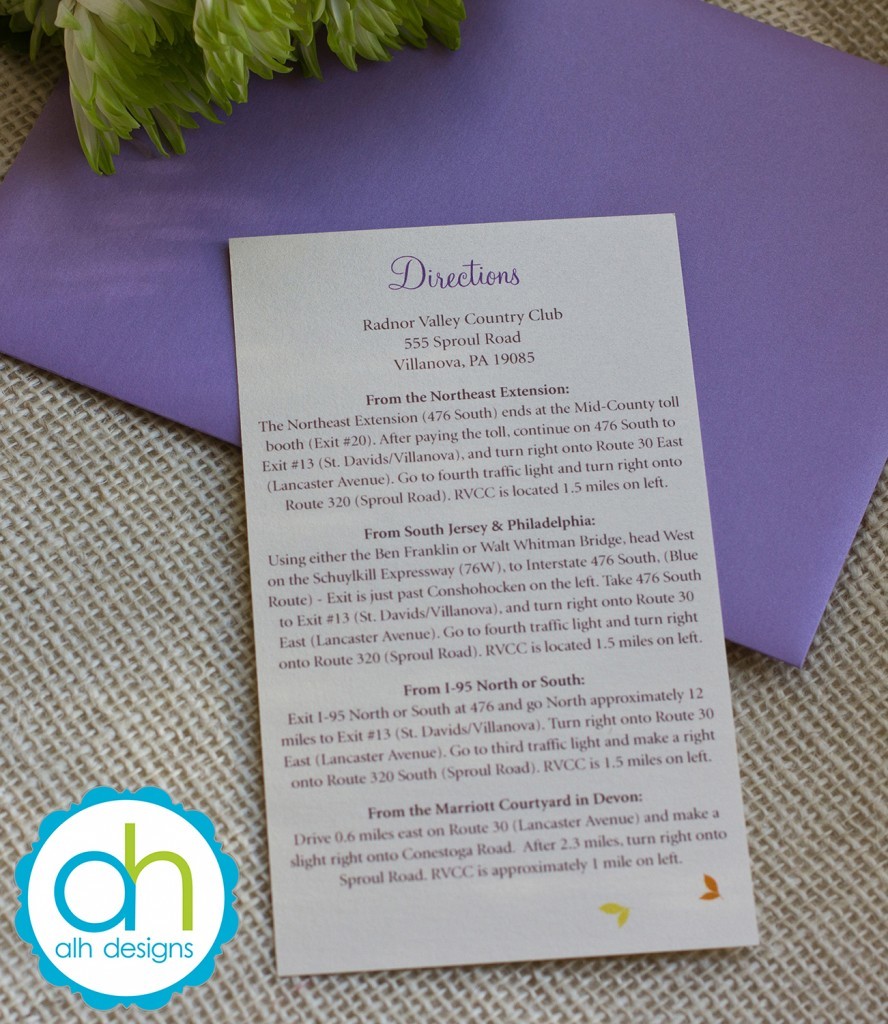 Directions
Radnor Valley Country Club
555 Sproul Road
Villanova, PA 19085
From the Northeast Extension:
The Northeast Extension (476 South) ends at the Mid-County toll
booth (Exit #20). After paying the toll, continue on 476 South to
Exit #13 (St. Davids/Villanova), and turn right onto Route 30 East
(Lancaster Avenue). Go to fourth traffic light and turn right onto
Route 320 (Sproul Road). RVCC is located 1.5 miles on left.
From South Jersey & Philadelphia:
Using either the Ben Franklin or Walt Whitman Bridge, head West
on the Schuylkill Expressway (76W), to Interstate 476 South, (Blue
Route) - Exit is just past Conshohocken on the left. Take 476 South
to Exit #13 (St. Davids/Villanova), and turn right onto Route 30
East (Lancaster Avenue). Go to fourth traffic light and turn right
onto Route 320 (Sproul Road). RVCC is located 1.5 miles on left.
From I-95 North or South:
Exit I-95 North or South at 476 and go North approximately 12
miles to Exit #13 (St. Davids/Villanova). Turn right onto Route 30
East (Lancaster Avenue). Go to third traffic light and make a right
onto Route 320 South (Sproul Road). RVCC is 1.5 miles on left.
From the Marriott Courtyard in Devon:
Drive 0.6 miles east on Route 30 (Lancaster Avenue) and make a
slight right onto Conestoga Road. After 2.3 miles, turn right onto
Sproul Road. RVCC is approximately 1 mile on left.
ah
alh designs